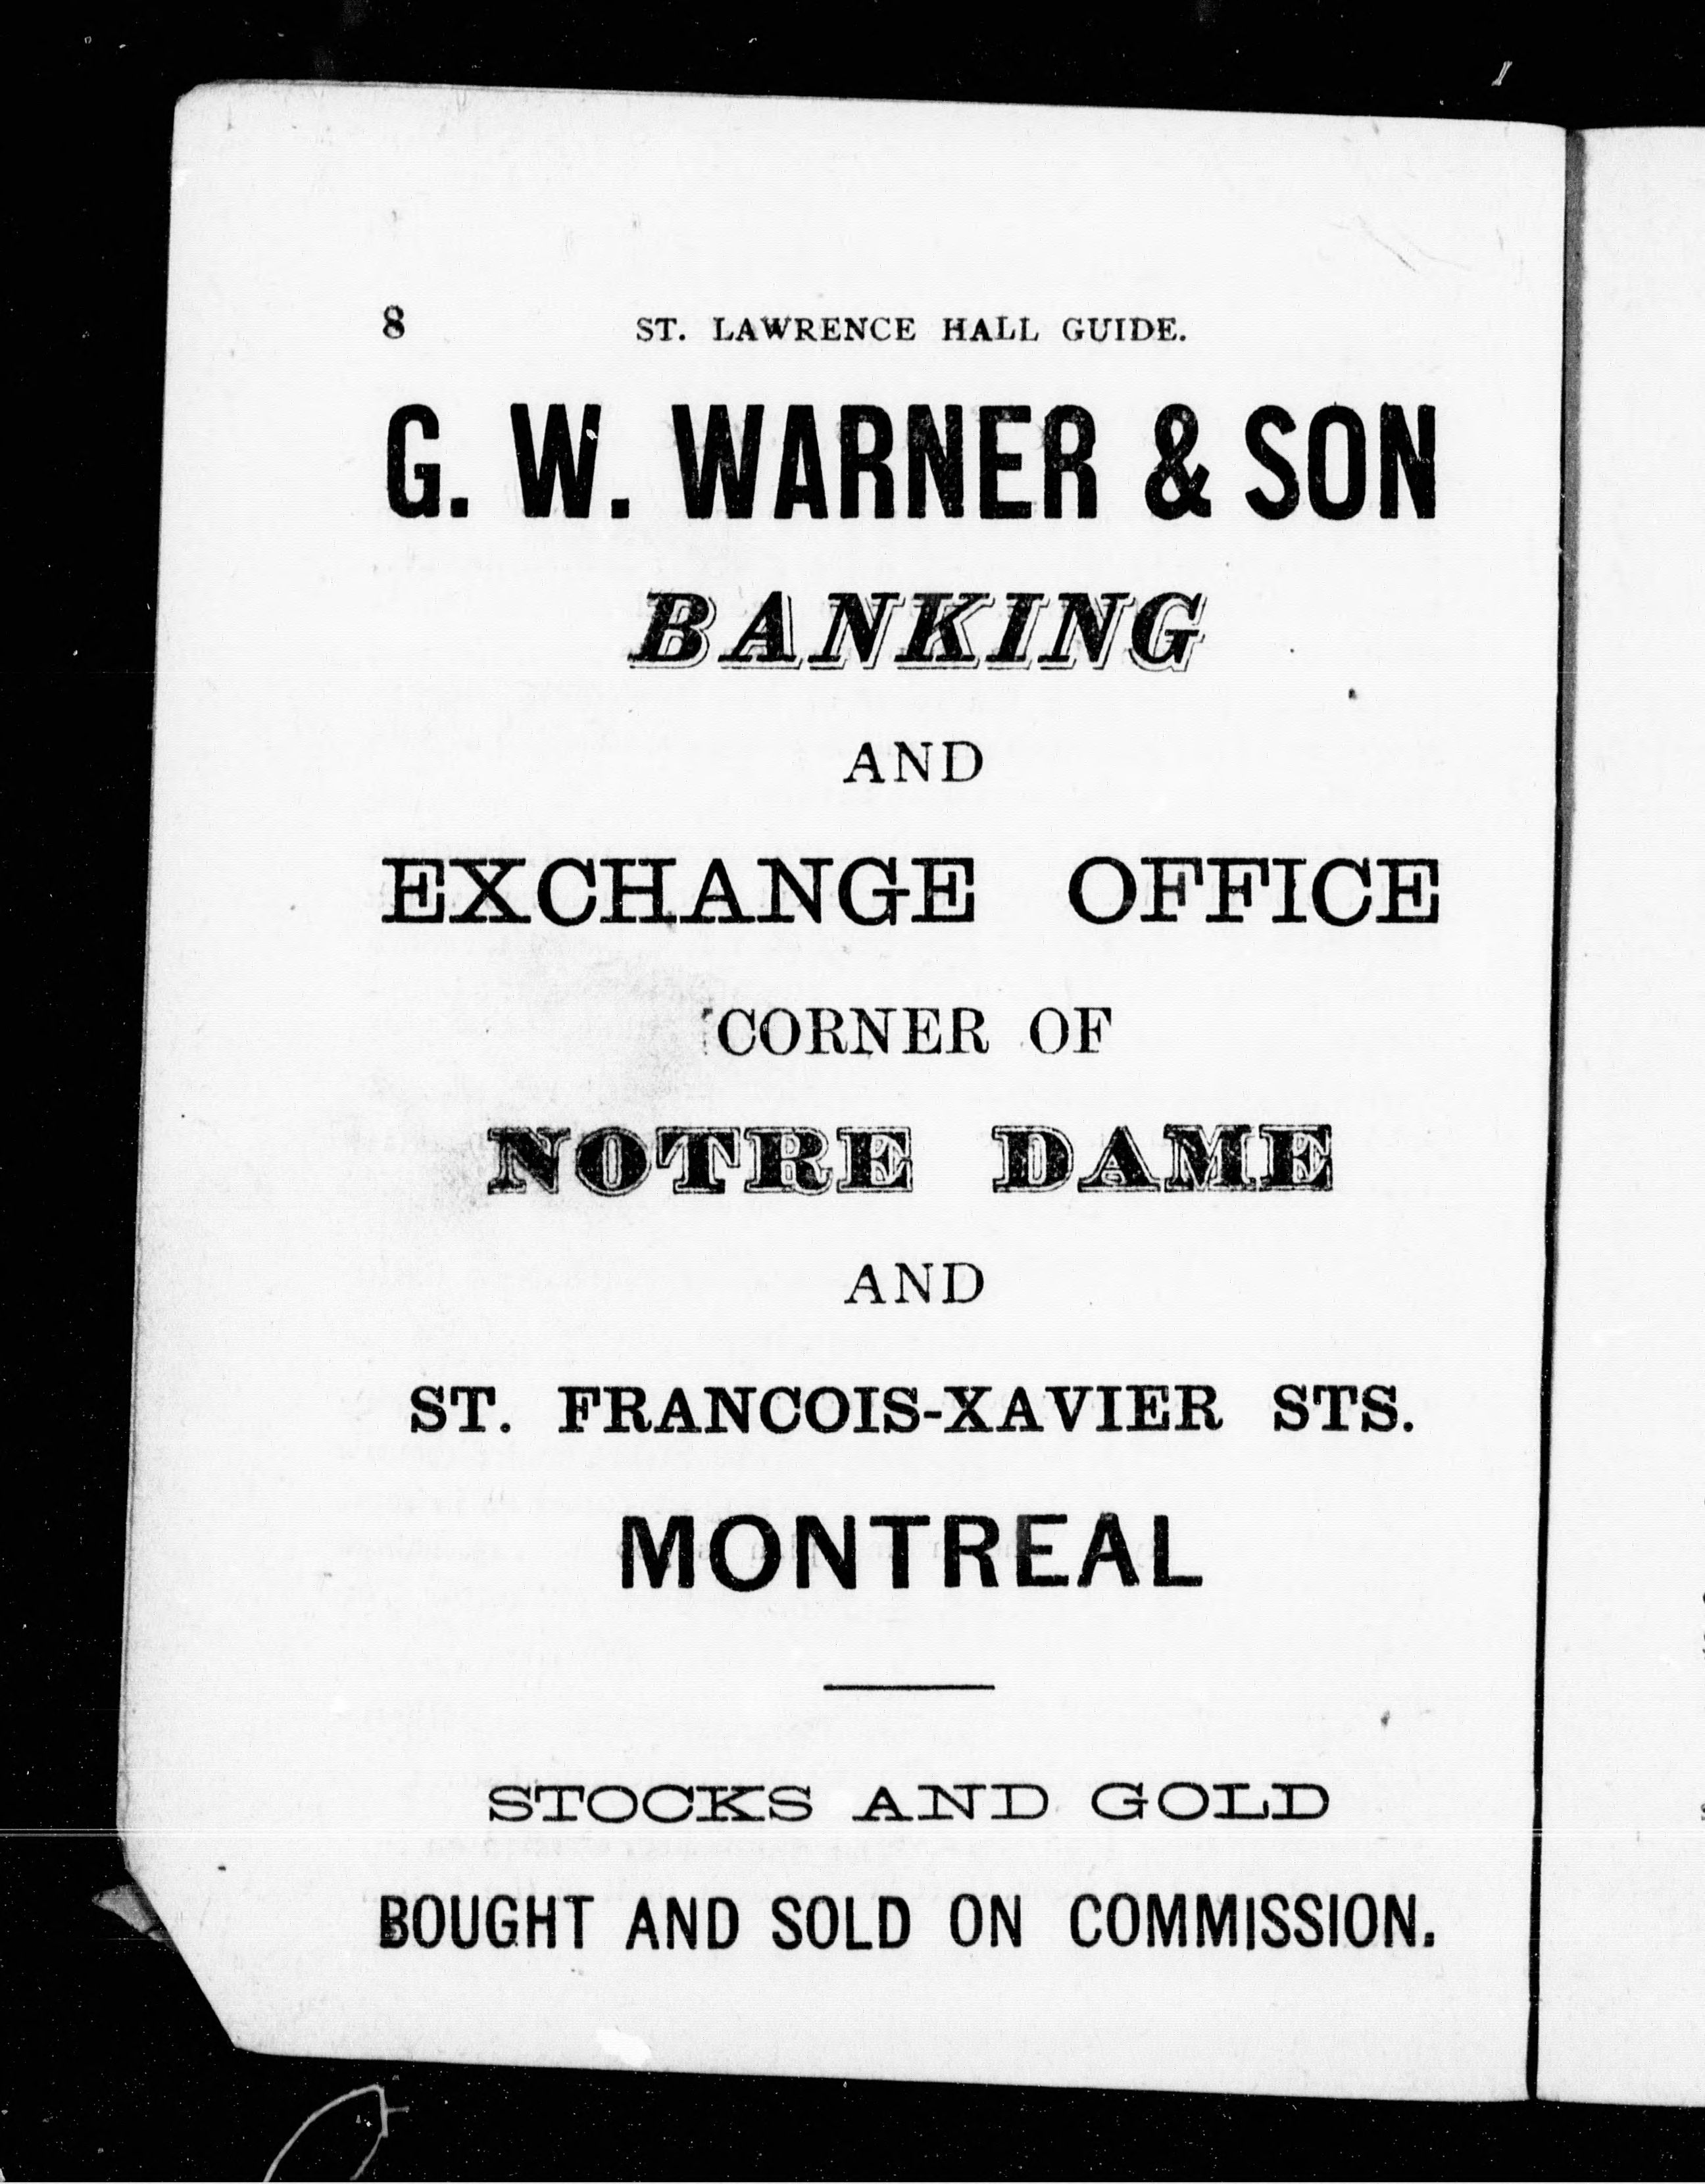 8 ST. LAWRENCE HALL GUIDE.
G. W. WARNER & SON
BANKING
AND
EXCHANGE OFFICE
CORNER OF
NOTRE DAME
AND
ST. FRANCOIS-XAVIER STS.
MONTREAL
STOCKS AND GOLD
BOUGHT AND SOLD ON COMMISSION.